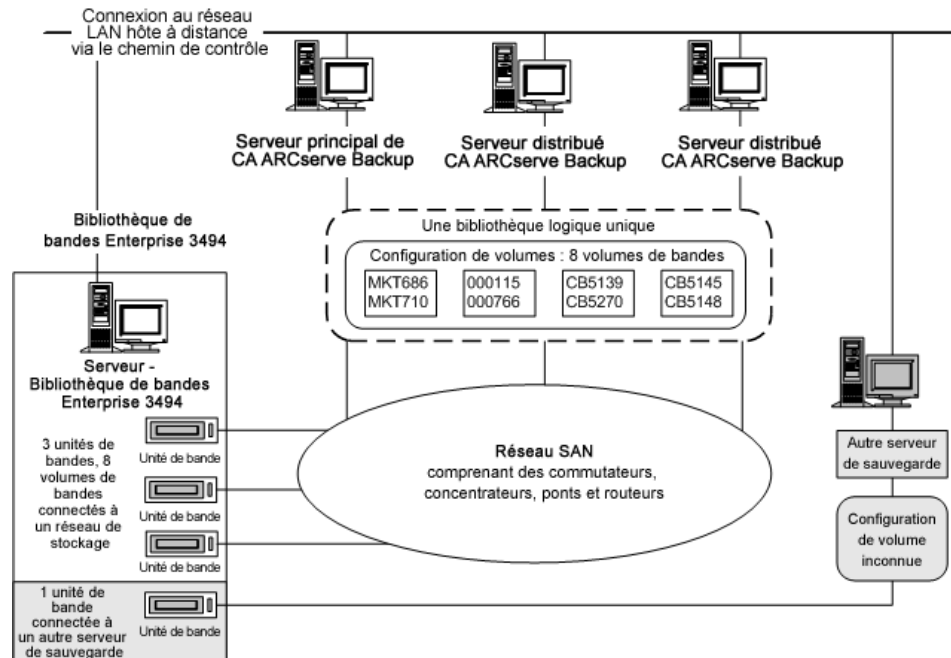 Connexion au réseau
LAN hôte à distance
via le chemin de contrôle
Serveur principal de
CA ARCserve Backup
Serveur distribué
CA ARCserve Backup
Serveur distribué
CA ARCserve Backup
Une bibliothèque logique unique
Configuration de volumes : 8 volumes de bandes
MKT686
MKT710
000115
000766
CB5139
CB5270
CB5145
CB5148
Bibliothèque de
bandes Enterprise 3494
Serveur -
Bibliothèque de bandes
Enterprise 3494
3 unités de
bandes, 8
volumes de
bandes
connectés à
un réseau de
stockage
Unité de bande
Unité de bande
Unité de bande
1 unité de
bande
connectée à
un autre serveur
de sauvegarde
Unité de bande
Réseau SAN
comprenant des commutateurs,
concentrateurs, ponts et routeurs
Autre serveur
de sauvegarde
Configuration
de volume
inconnue